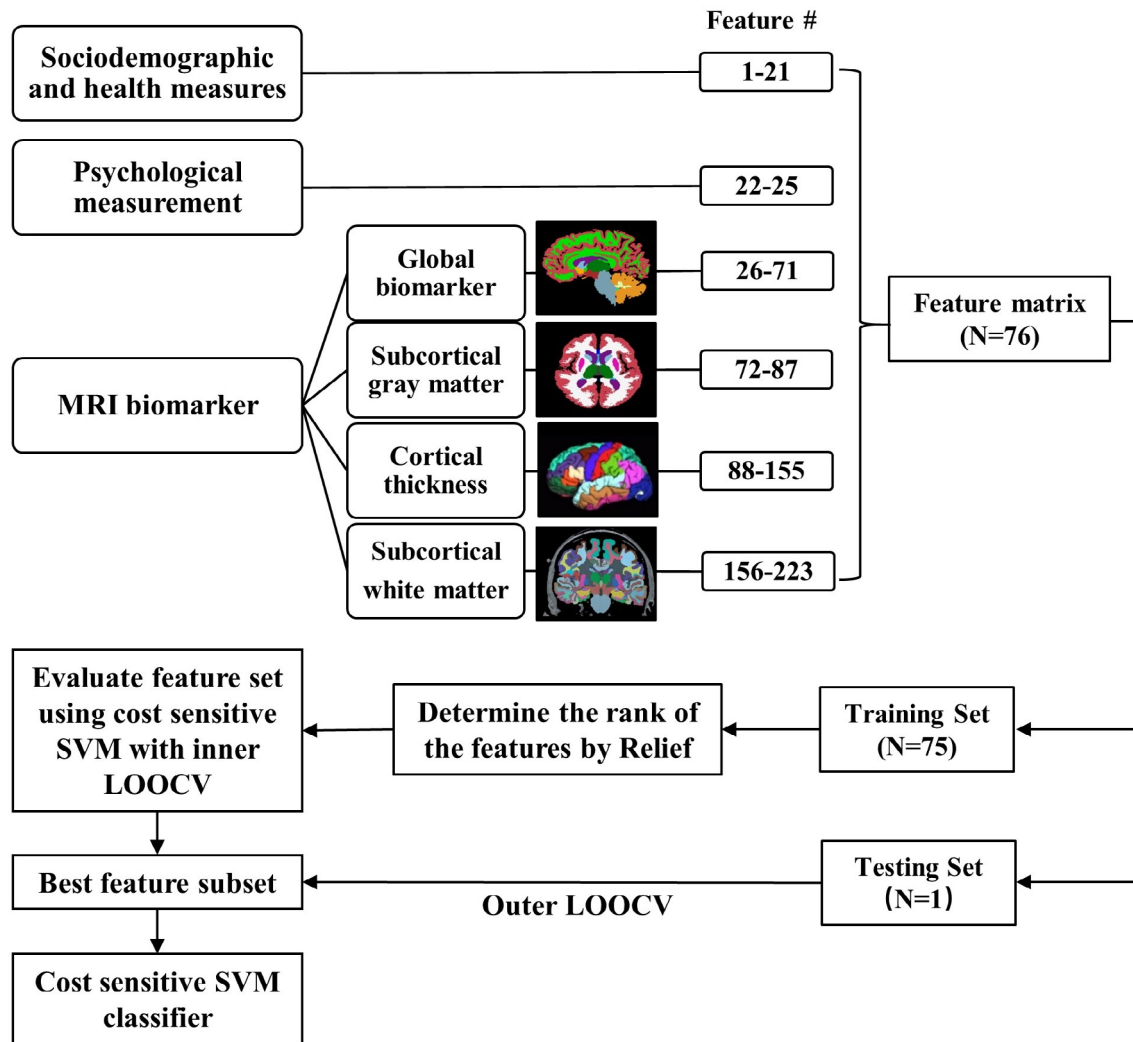 Feature #
Sociodemographic
and health measures
1-21
Psychological
measurement
22-25
Global
biomarker
26-71
Subcortical
gray matter
72-87
MRI biomarker
Cortical
thickness
88-155
Subcortical
white matter
156-223
Feature matrix
(N=76)
Evaluate feature set
using cost sensitive
SVM with inner
LOOCV
Determine the rank of
the features by Relief
Training Set
(N=75)
Best feature subset
Outer LOOCV
Testing Set
(N=1)
Cost sensitive SVM
classifier